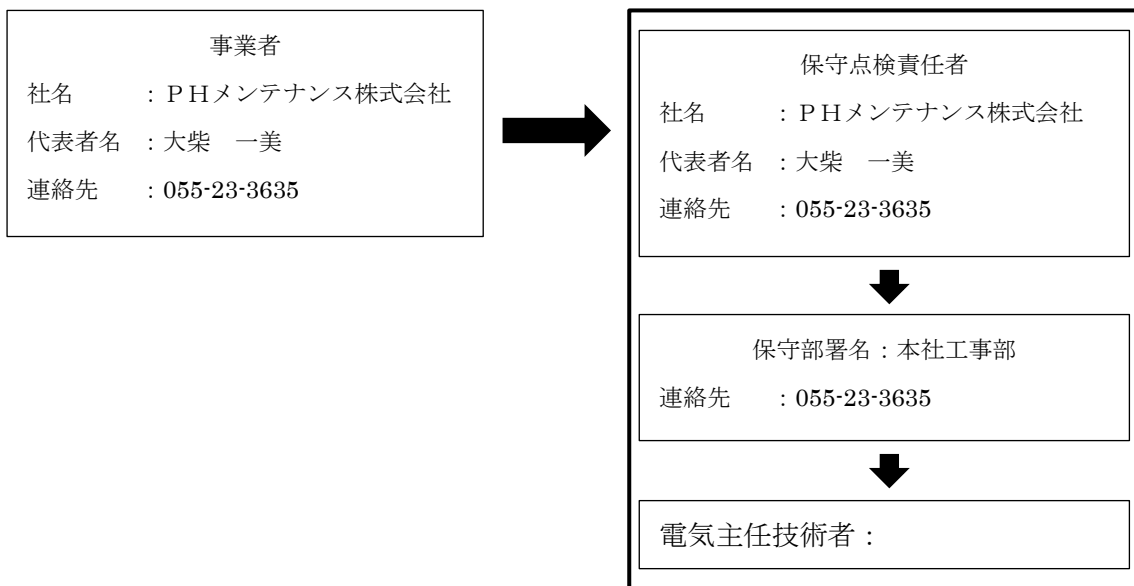 事業者
社名　　：ＰＨメンテナンス株式会社
代表者名　：大柴　一美
連絡先　　：055-23-3635
保守点検責任者
社名　　：ＰＨメンテナンス株式会社
代表者名　：大柴　一美
連絡先　　：055-23-3635
保守部署名：本社工事部
連絡先　　：055-23-3635
電気主任技術者：